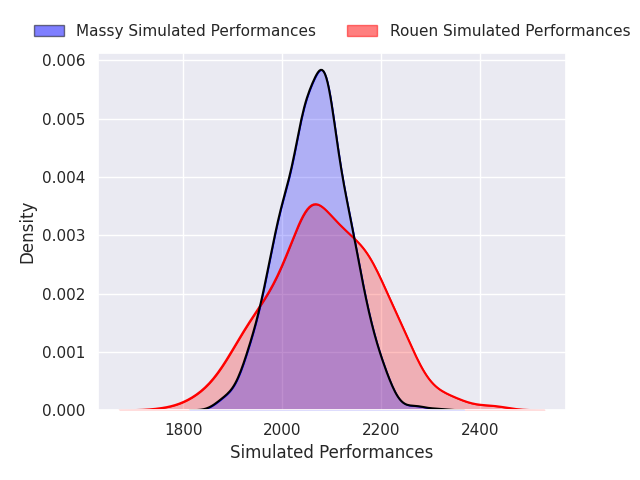 Massy Simulated Performances Rouen Simulated Performances
0.006
0.005
0.004
0.003
0.002
0.001
0.000
Density
1800 2000 2200 2400
Simulated Performances